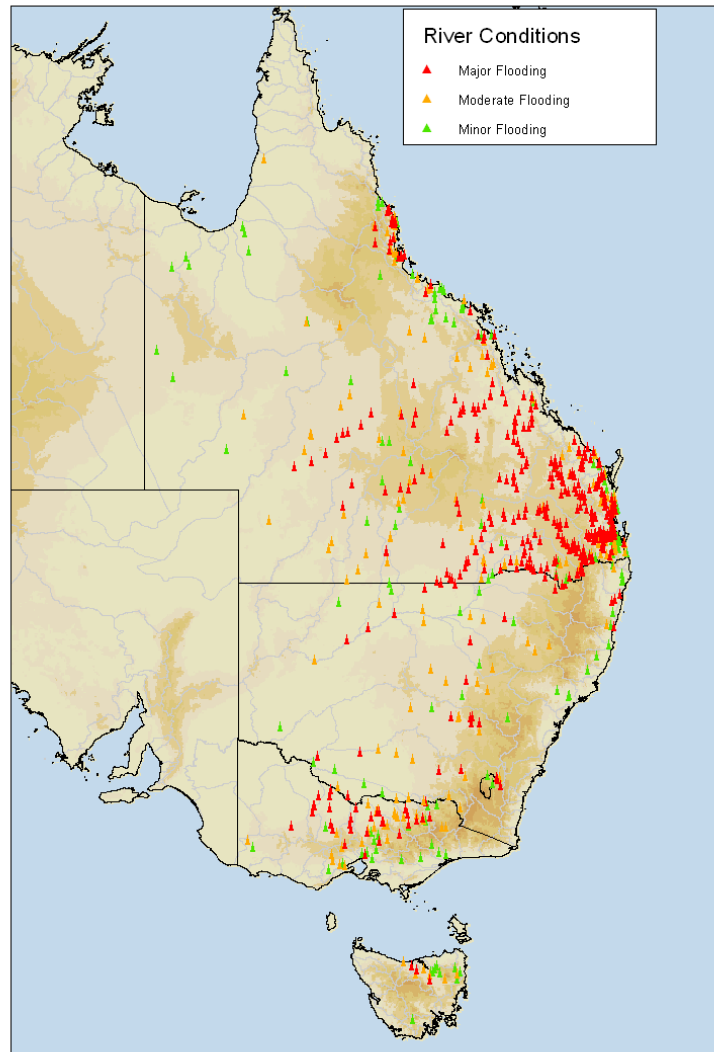 River Conditions
Major Flooding
Moderate Flooding
Minor Flooding